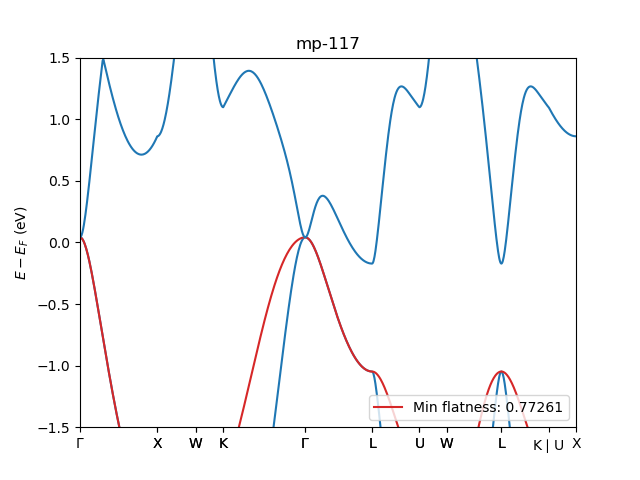 mp-117
E − E_F (eV)
1.5
1.0
0.5
0.0
−0.5
−1.0
−1.5
Min flatness: 0.77261
Γ X W K Γ L U W L K | U X